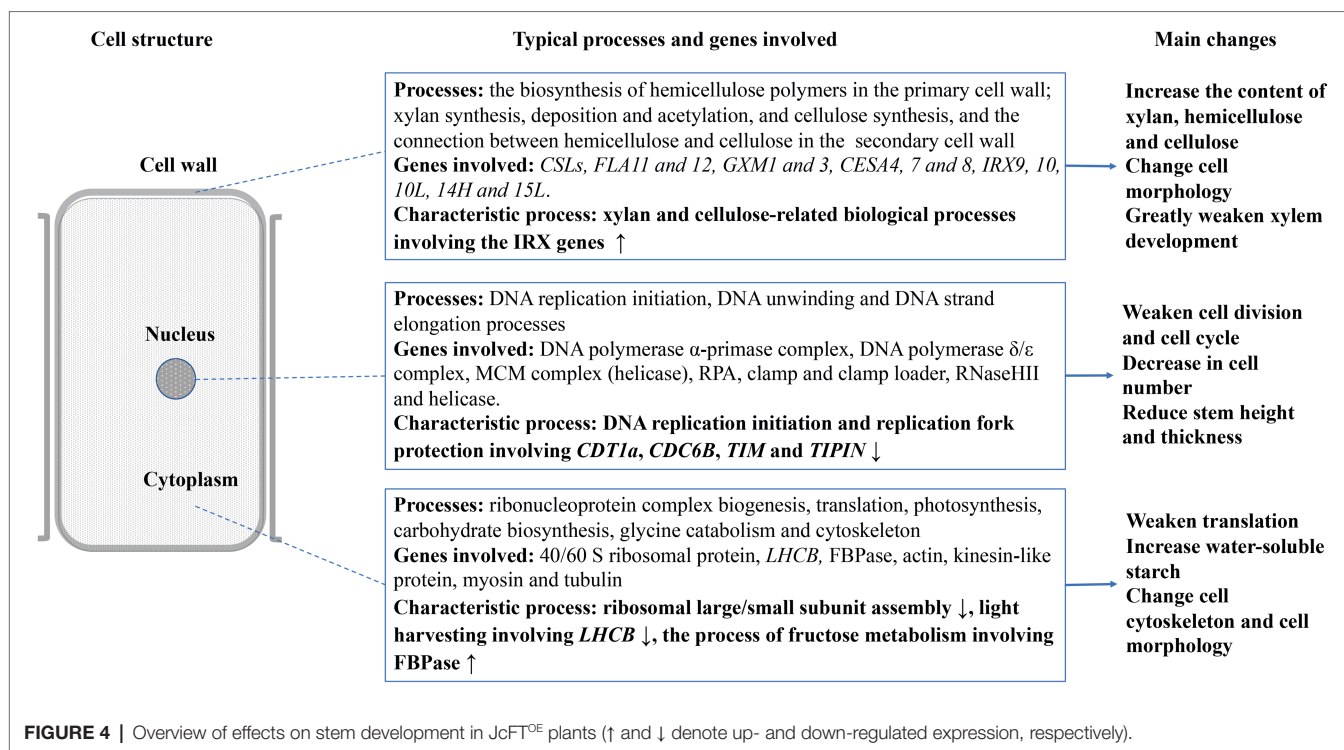 Cell structure
Typical processes and genes involved
Main changes
Cell wall
Nucleus
Cytoplasm
Processes: the biosynthesis of hemicellulose polymers in the primary cell wall;
xylan synthesis, deposition and acetylation, and cellulose synthesis, and the
connection between hemicellulose and cellulose in the secondary cell wall
Genes involved: CSLs, FLA11 and 12, GXM1 and 3, CESA4, 7 and 8, IRX9, 10,
10L, 14H and 15L.
Characteristic process: xylan and cellulose-related biological processes
involving the IRX genes ↑
Increase the content of
xylan, hemicellulose
and cellulose
Change cell
morphology
Greatly weaken xylem
development
Processes: DNA replication initiation, DNA unwinding and DNA strand
elongation processes
Genes involved: DNA polymerase α-primase complex, DNA polymerase δ/ε
complex, MCM complex (helicase), RPA, clamp and clamp loader, RNaseHII
and helicase.
Characteristic process: DNA replication initiation and replication fork
protection involving CDT1a, CDC6B, TIM and TIPIN ↓
Weaken cell division
and cell cycle
Decrease in cell
number
Reduce stem height
and thickness
Processes: ribonucleoprotein complex biogenesis, translation, photosynthesis,
carbohydrate biosynthesis, glycine catabolism and cytoskeleton
Genes involved: 40/60 S ribosomal protein, LHCB, FBPase, actin, kinesin-like
protein, myosin and tubulin
Characteristic process: ribosomal large/small subunit assembly ↓, light
harvesting involving LHCB ↓, the process of fructose metabolism involving
FBPase ↑
Weaken translation
Increase water-soluble
starch
Change cell
cytoskeleton and cell
morphology
FIGURE 4 | Overview of effects on stem development in JcFT^OE plants (↑ and ↓ denote up- and down-regulated expression, respectively).